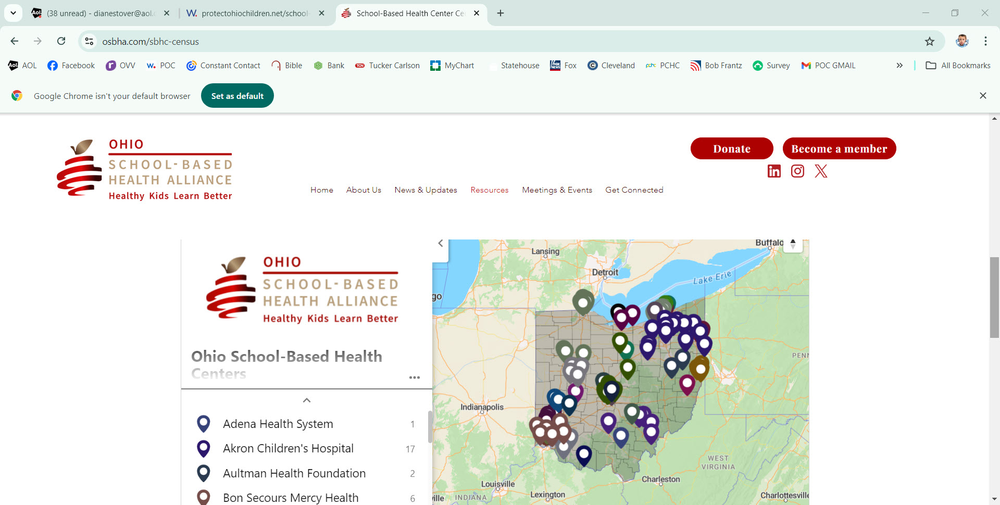 (38 unread) - dianestover@aol.c
protectohiochildren.net/school-
School-Based Health Center Ce
osbha.com/sbhc-census
AOL
Facebook
OVV
POC
Constant Contact
Bible
Bank
Tucker Carlson
MyChart
Statehouse
Fox
Cleveland
PCHC
Bob Frantz
Survey
POC GMAIL
All Bookmarks
Google Chrome isn't your default browser
Set as default
OHIO
SCHOOL-BASED
HEALTH ALLIANCE
Healthy Kids Learn Better
Donate
Become a member
Home
About Us
News & Updates
Resources
Meetings & Events
Get Connected
OHIO
SCHOOL-BASED
HEALTH ALLIANCE
Healthy Kids Learn Better
Ohio School-Based Health
Centers
Adena Health System 1
Akron Children's Hospital 17
Aultman Health Foundation 2
Bon Secours Mercy Health 6
Lansing
Buffalo
Detroit
Lake Erie
go
PENN
Indianapolis
WEST
VIRGINIA
Charleston
Louisville
Lexington
ille
INDIANA
Charlottesville